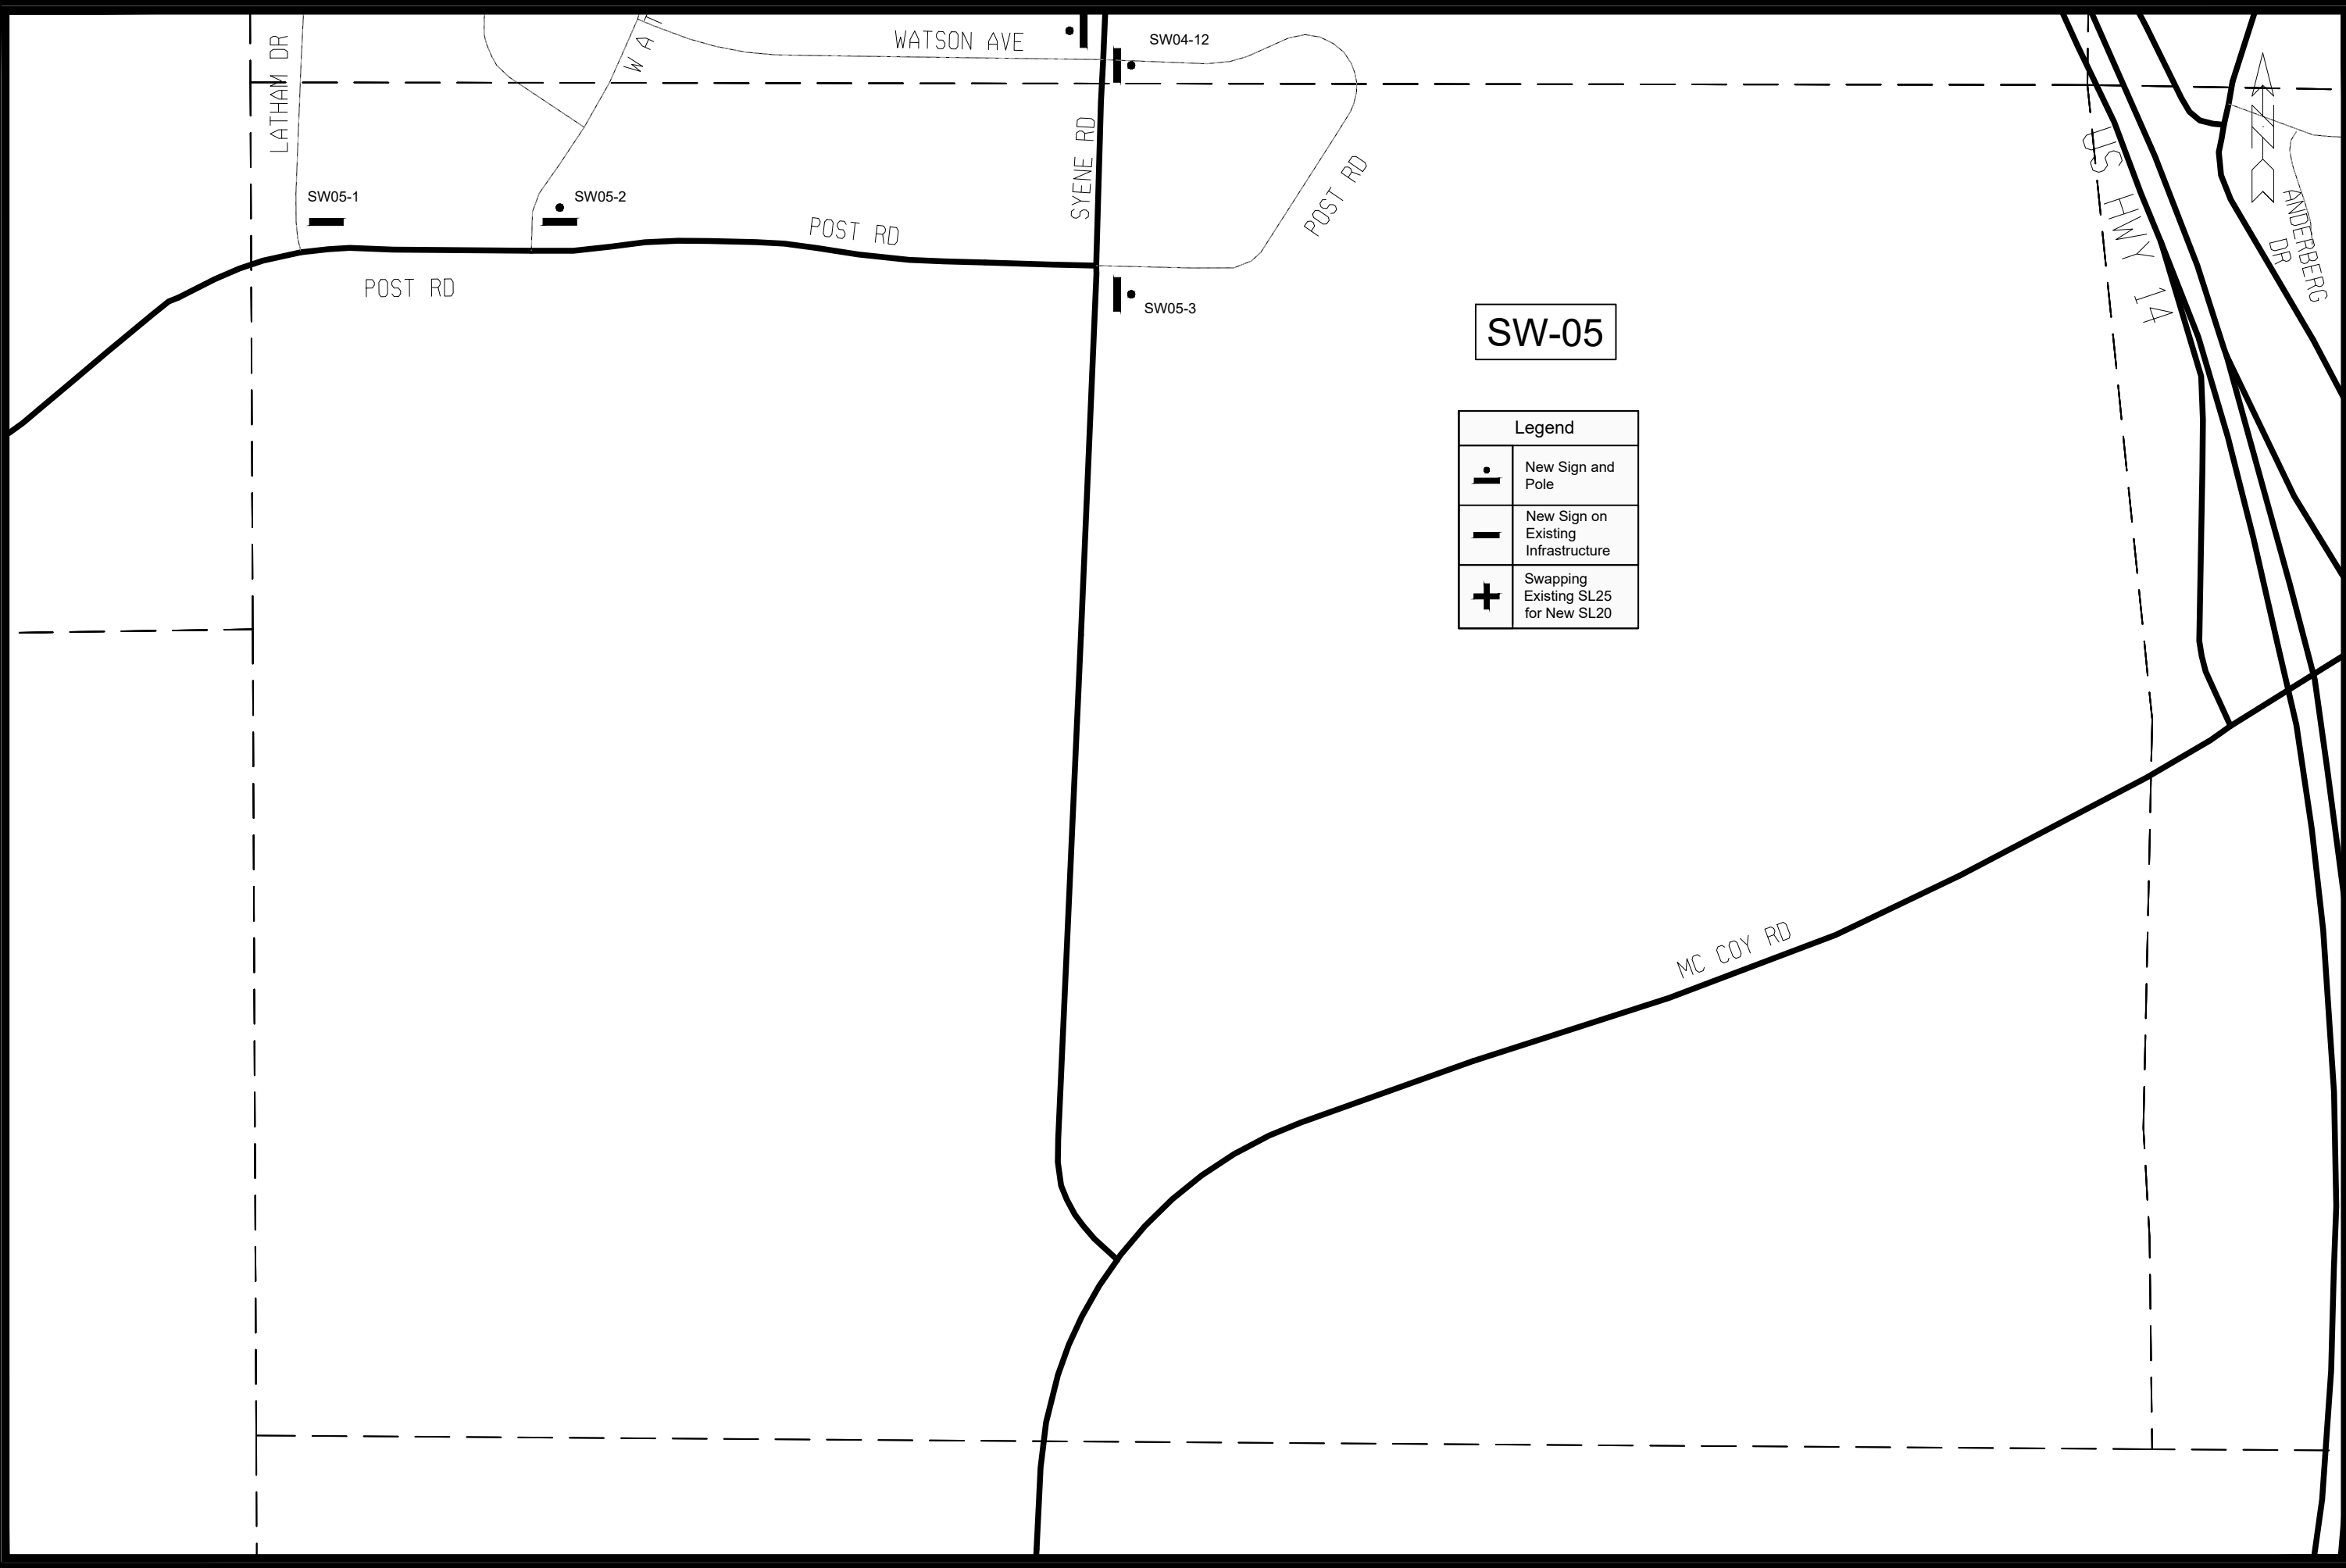 LATHAM DR
WAT
WATSON AVE
SW04-12
SYENE RD
POST RD
SW05-1
SW05-2
POST RD
POST RD
SW05-3
US HWY 14
ANDERBERG
DR
N
SW-05
Legend
New Sign and
Pole
New Sign on
Existing
Infrastructure
Swapping
Existing SL25
for New SL20
MC COY RD